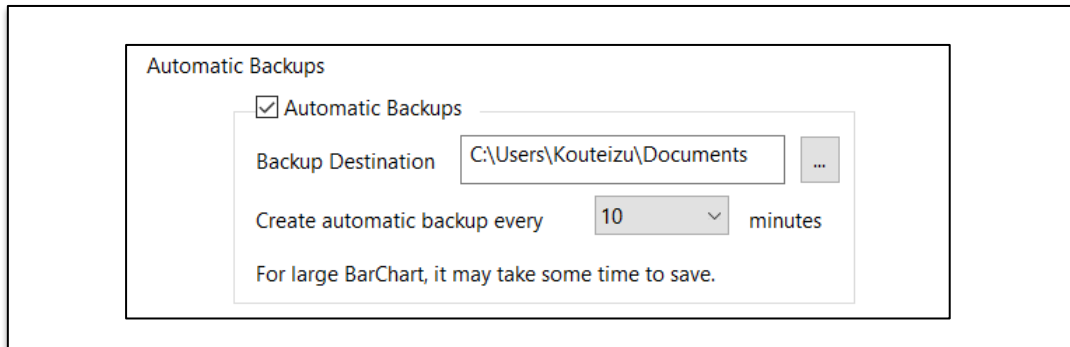 Automatic Backups
Automatic Backups
Backup Destination C:\Users\Kouteizu\Documents ...
Create automatic backup every 10 minutes
For large BarChart, it may take some time to save.